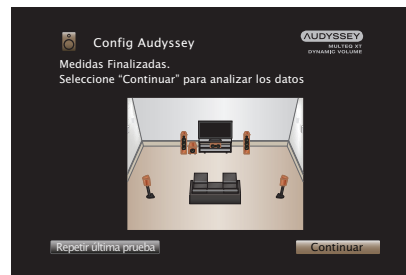 Config Audyssey
AUDYSSEY
MULTEQ XT
DYNAMIC VOLUME
Medidas Finalizadas.
Seleccione “Continuar” para analizar los datos
Repetir última prueba
Continuar